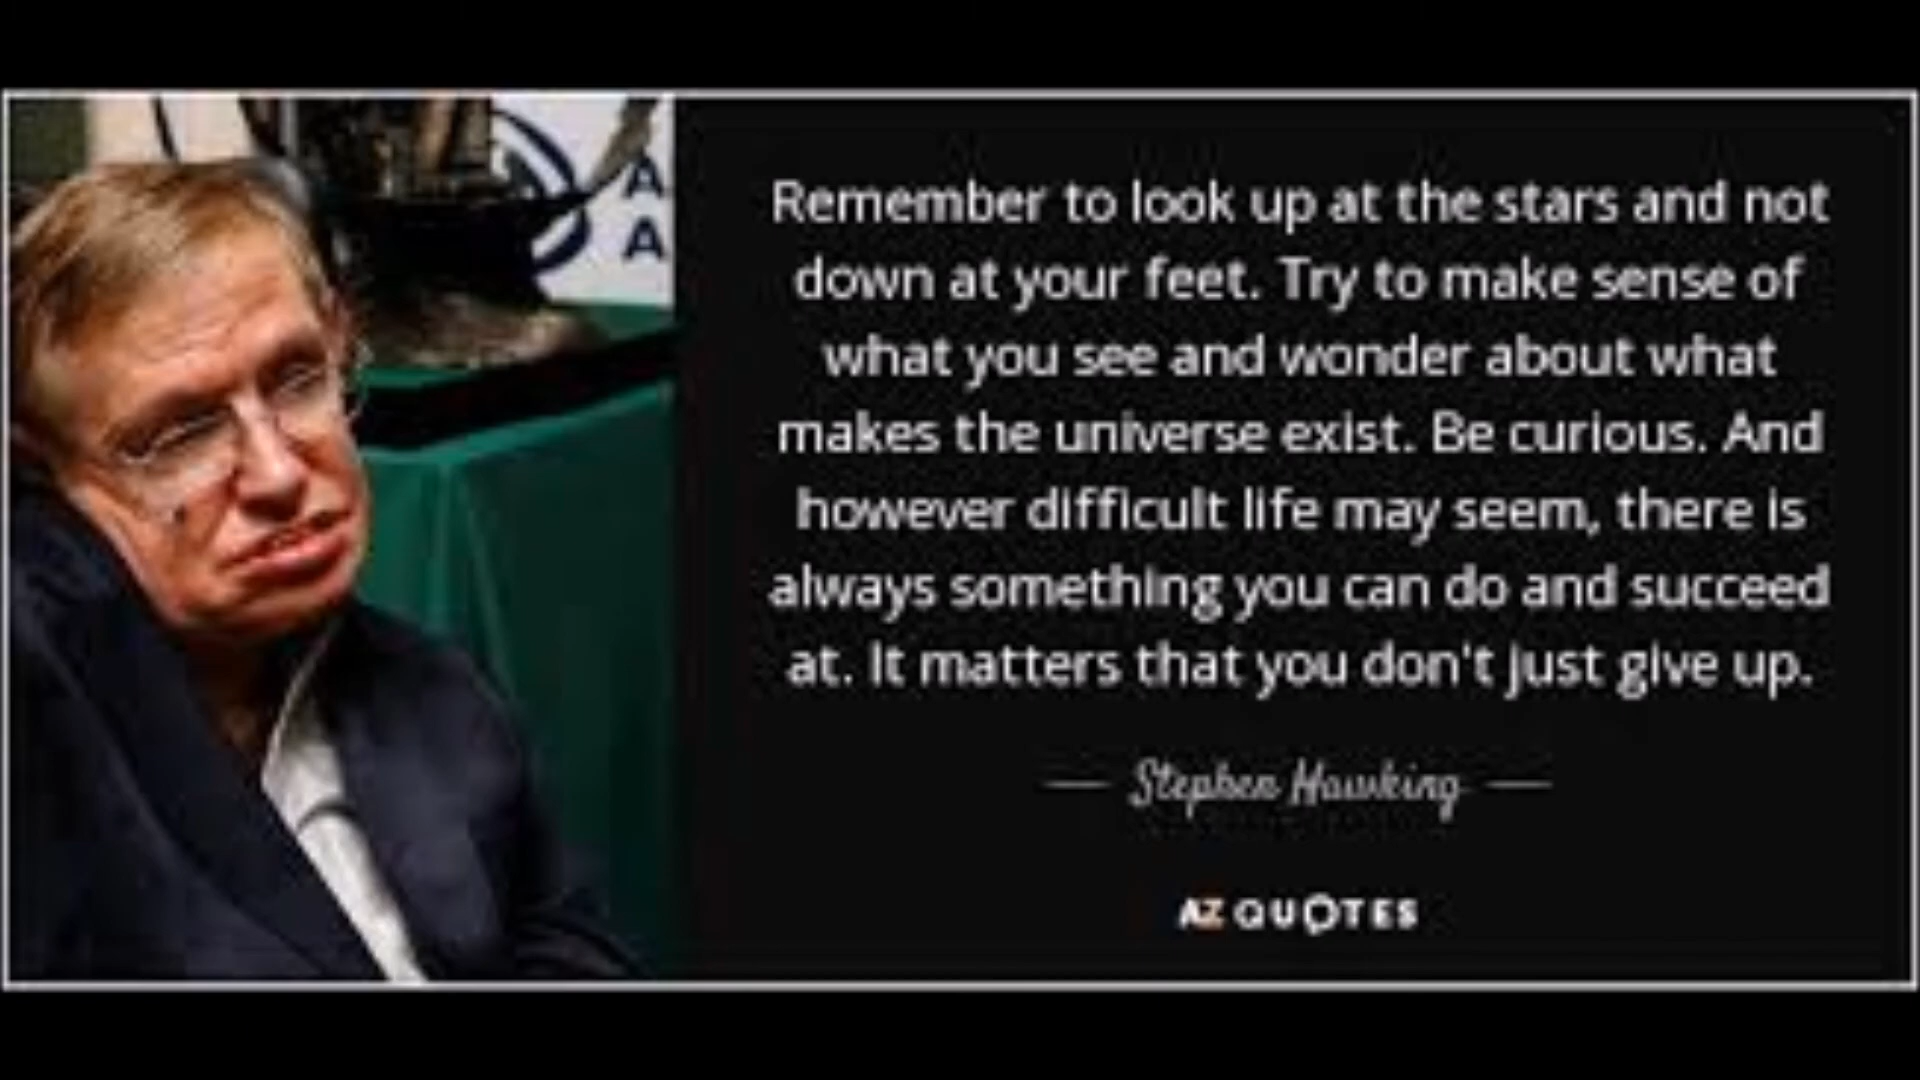 A
A
Remember to look up at the stars and not
down at your feet. Try to make sense of
what you see and wonder about what
makes the universe exist. Be curious. And
however difficult life may seem, there is
always something you can do and succeed
at. It matters that you don't just give up.
— Stephen Hawking —
AZ QUOTES